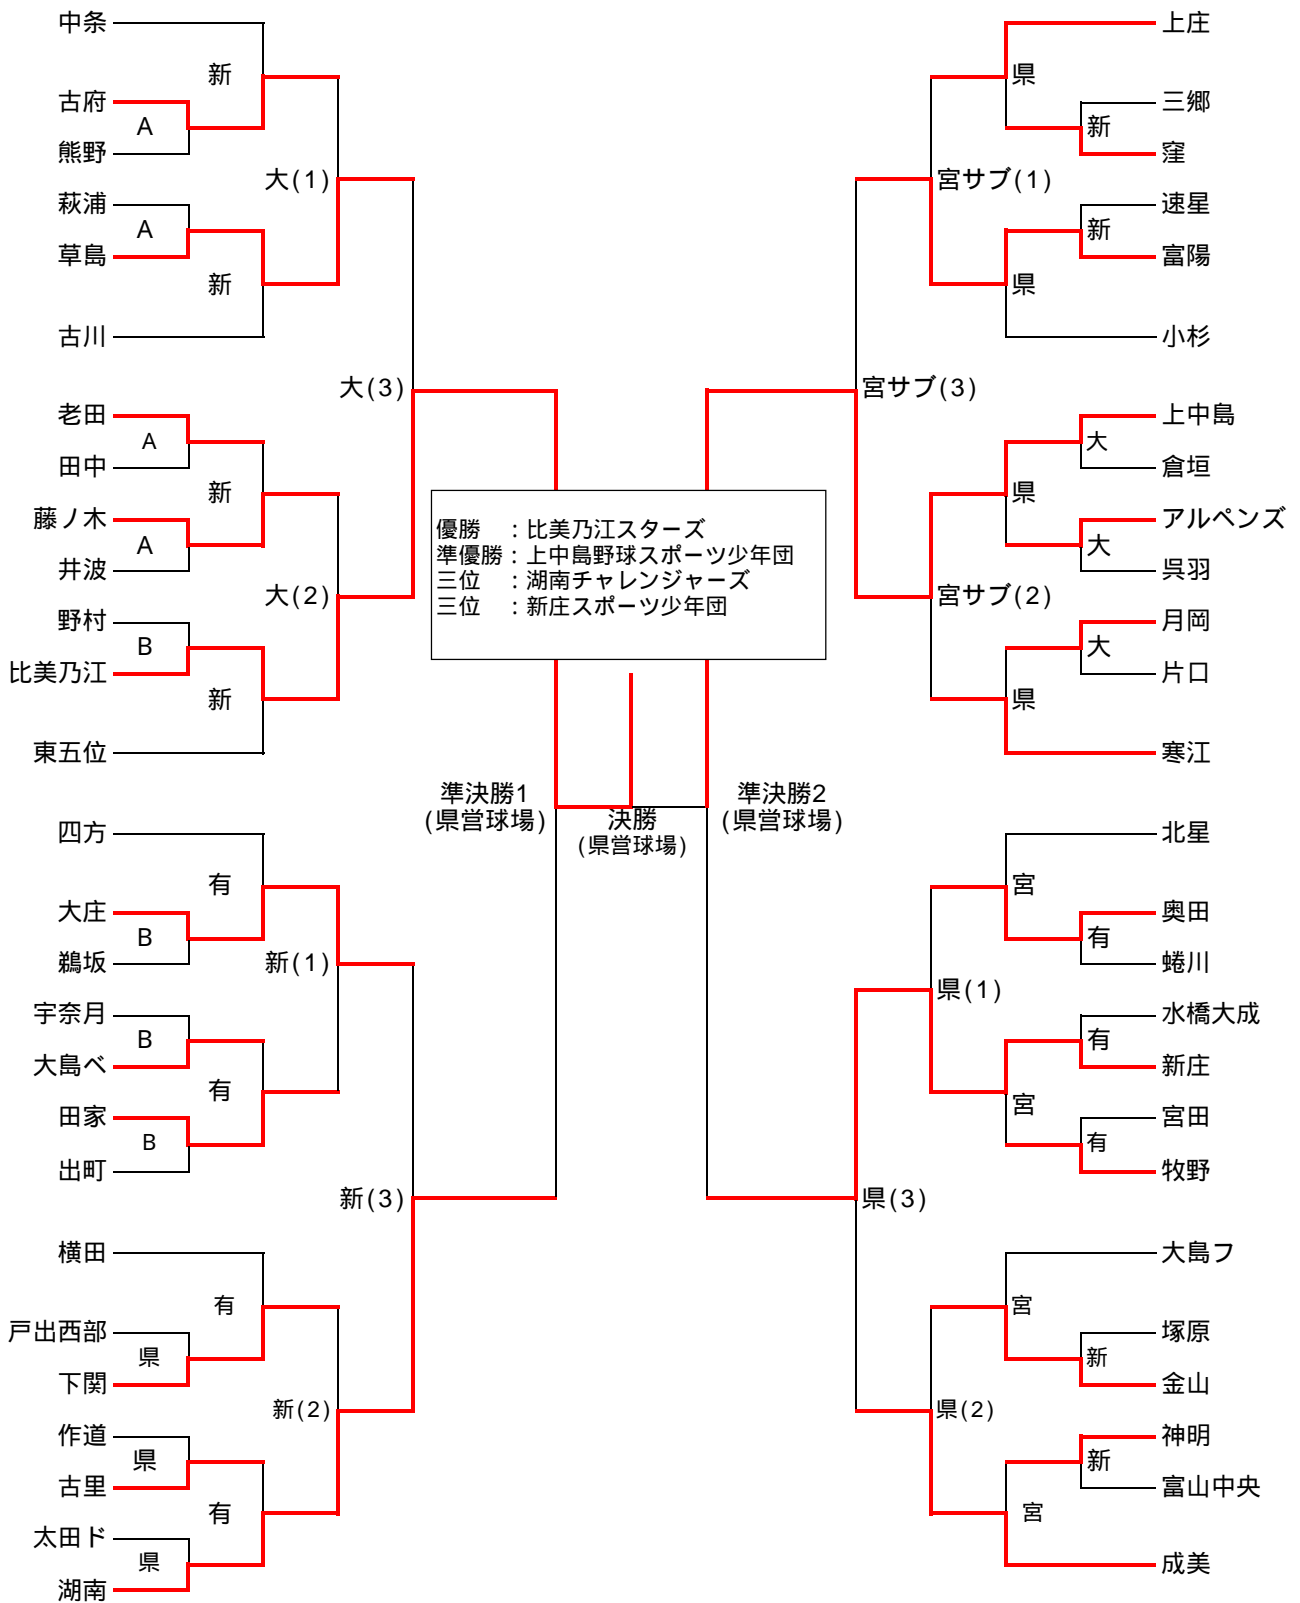 中条
新
古府
A
熊野
大(1)
萩浦
A
草島
新
古川
大(3)
老田
A
田中
新
藤ノ木
A
井波
大(2)
野村
B
比美乃江
新
東五位
四方
有
大庄
B
鵜坂
新(1)
宇奈月
B
大島ベ
有
田家
B
出町
新(3)
横田
有
戸出西部
県
下関
新(2)
作道
県
古里
有
太田ド
県
湖南
優勝　：比美乃江スターズ
準優勝：上中島野球スポーツ少年団
三位　：湖南チャレンジャーズ
三位　：新庄スポーツ少年団
準決勝1
(県営球場)
決勝
(県営球場)
準決勝2
(県営球場)
上庄
県
三郷
新
窪
宮サブ(1)
速星
新
富陽
県
小杉
宮サブ(3)
上中島
大
倉垣
県
アルペンズ
大
呉羽
宮サブ(2)
月岡
大
片口
県
寒江
北星
宮
奥田
有
蜷川
県(1)
水橋大成
有
新庄
宮
宮田
有
牧野
県(3)
大島フ
宮
塚原
新
金山
県(2)
神明
新
富山中央
宮
成美